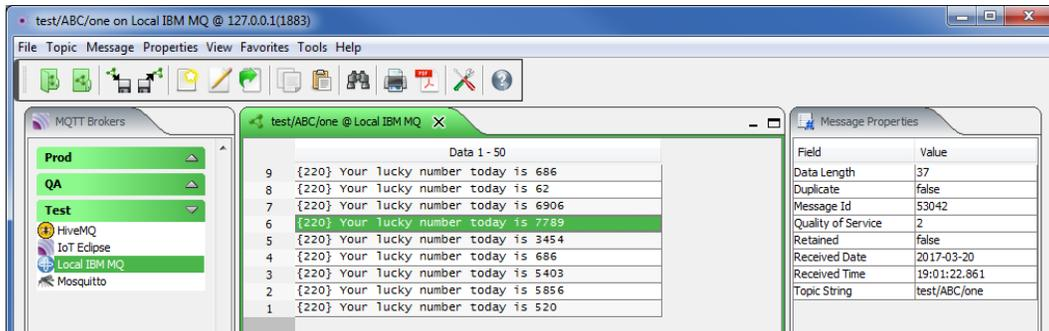 test/ABC/one on Local IBM MQ @ 127.0.0.1(1883)
File Topic Message Properties View Favorites Tools Help
PDF
MQTT Brokers
Prod
QA
Test
HiveMQ
IoT Eclipse
Local IBM MQ
Mosquitto
test/ABC/one @ Local IBM MQ
Data 1 - 50
9 {220} Your lucky number today is 686
8 {220} Your lucky number today is 62
7 {220} Your lucky number today is 6906
6 {220} Your lucky number today is 7789
5 {220} Your lucky number today is 3454
4 {220} Your lucky number today is 686
3 {220} Your lucky number today is 5403
2 {220} Your lucky number today is 5856
1 {220} Your lucky number today is 520
Message Properties
Field Value
Data Length 37
Duplicate false
Message Id 53042
Quality of Service 2
Retained false
Received Date 2017-03-20
Received Time 19:01:22.861
Topic String test/ABC/one